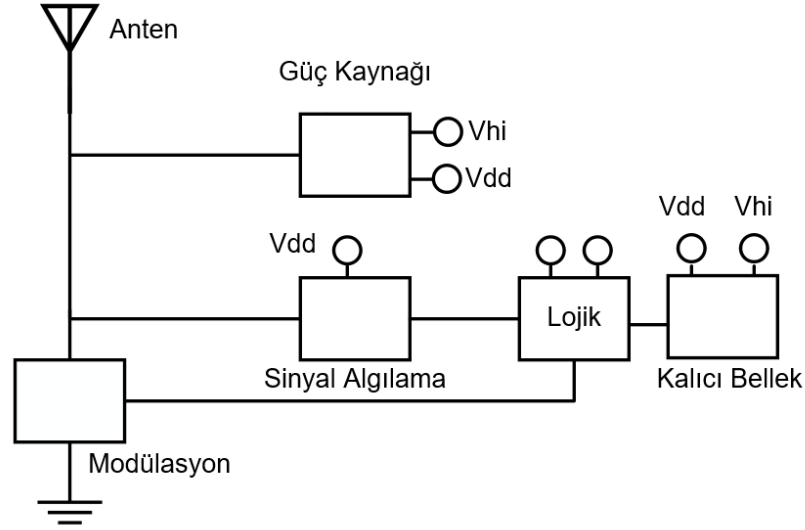 Anten
Güç Kaynağı
Vhi
Vdd
Vdd Vhi
Vdd
Lojik
Sinyal Algılama
Kalıcı Bellek
Modülasyon